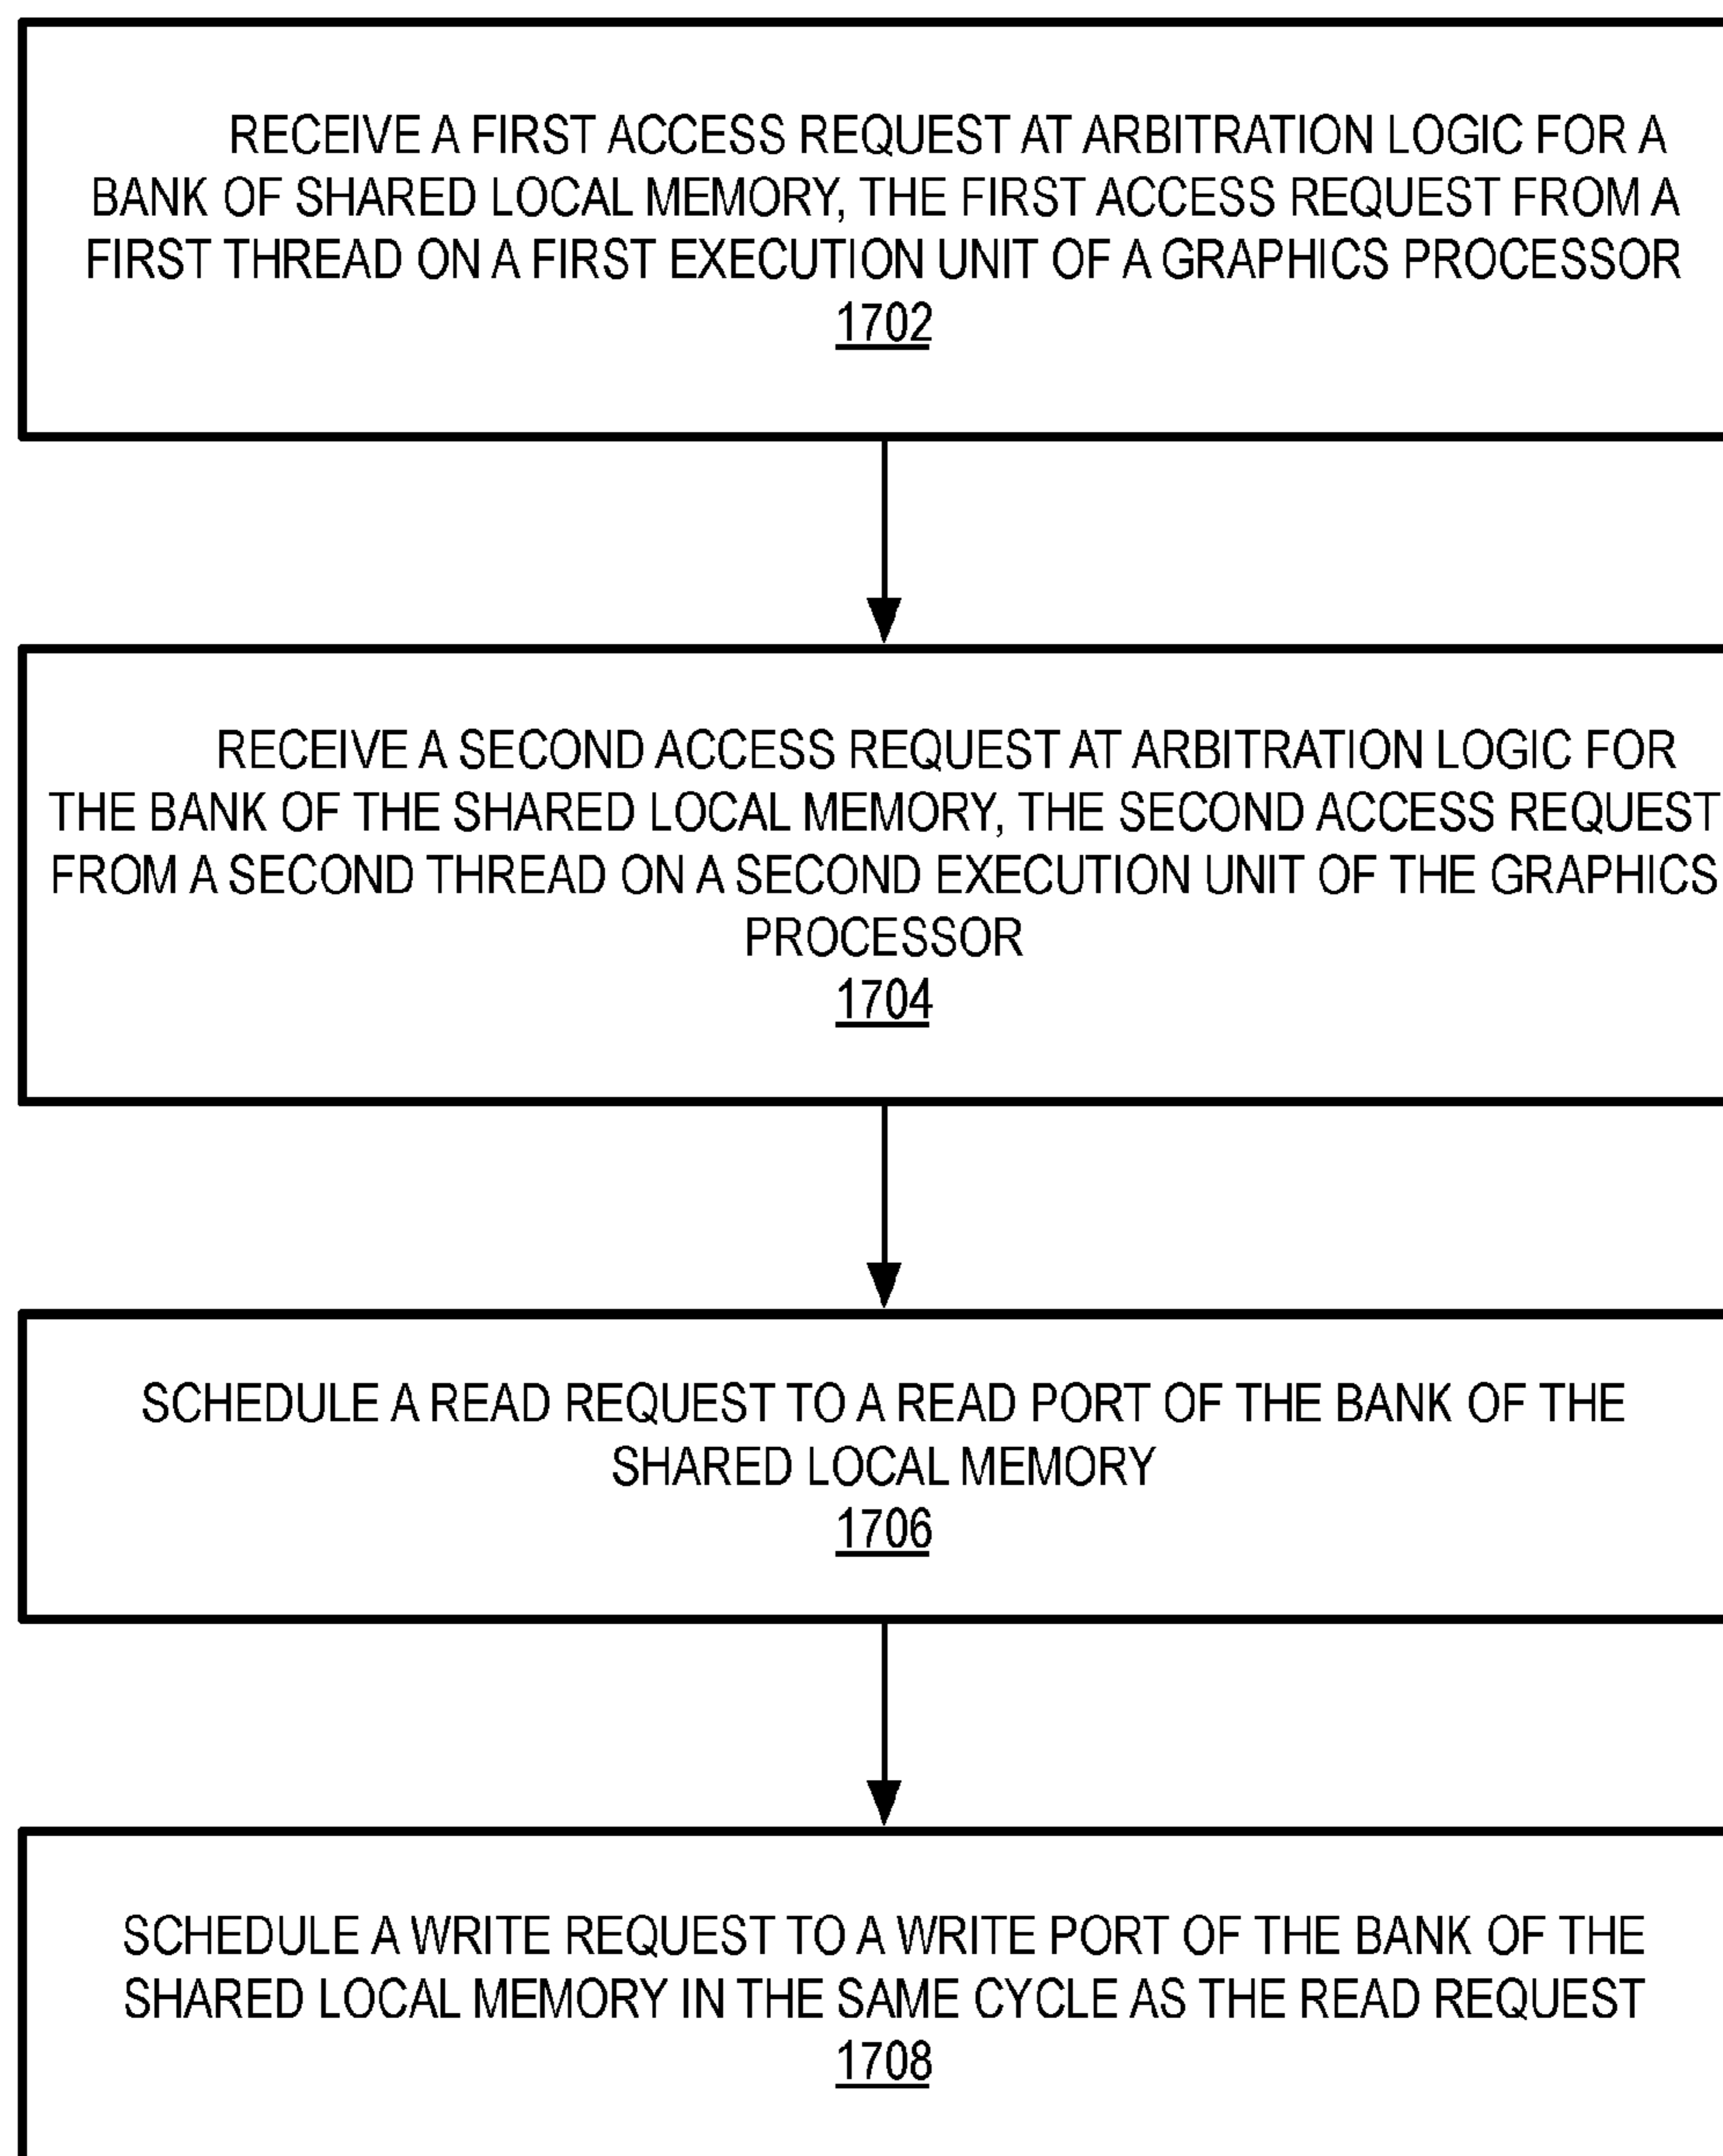 RECEIVE A FIRST ACCESS REQUEST AT ARBITRATION LOGIC FOR A
BANK OF SHARED LOCAL MEMORY, THE FIRST ACCESS REQUEST FROM A
FIRST THREAD ON A FIRST EXECUTION UNIT OF A GRAPHICS PROCESSOR
1702
RECEIVE A SECOND ACCESS REQUEST AT ARBITRATION LOGIC FOR
THE BANK OF THE SHARED LOCAL MEMORY, THE SECOND ACCESS REQUEST
FROM A SECOND THREAD ON A SECOND EXECUTION UNIT OF THE GRAPHICS
PROCESSOR
1704
SCHEDULE A READ REQUEST TO A READ PORT OF THE BANK OF THE
SHARED LOCAL MEMORY
1706
SCHEDULE A WRITE REQUEST TO A WRITE PORT OF THE BANK OF THE
SHARED LOCAL MEMORY IN THE SAME CYCLE AS THE READ REQUEST
1708